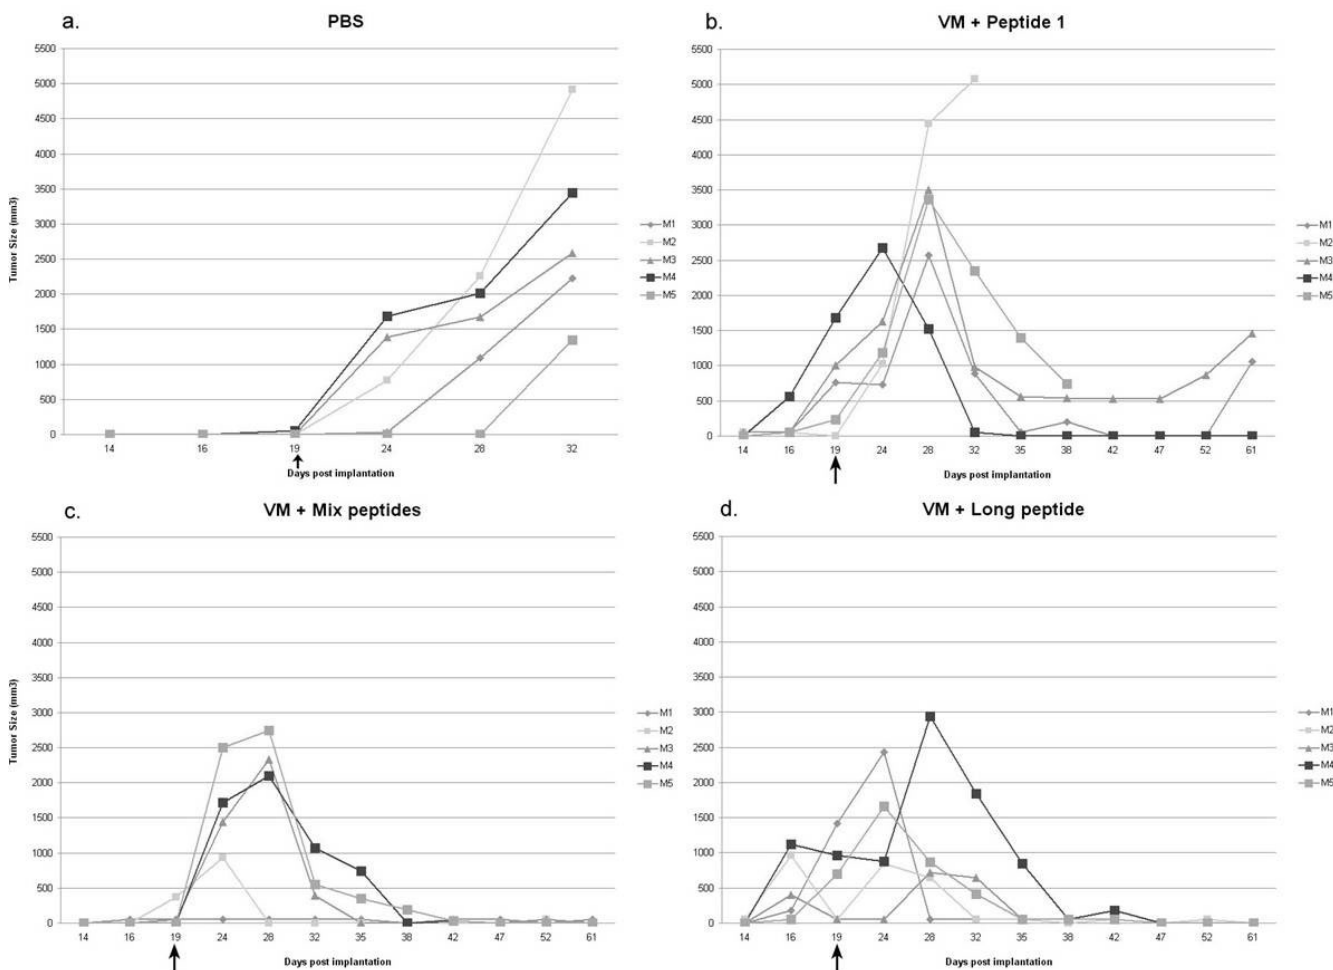 a.
PBS
5500
5000
4500
4000
3500
3000
2500
2000
1500
1000
500
0
Tumor Size (mm3)
14 16 19 24 28 32
Days post implantation
M1
M2
M3
M4
M5
b.
VM + Peptide 1
5500
5000
4500
4000
3500
3000
2500
2000
1500
1000
500
0
14 16 19 24 28 32 35 38 42 47 52 61
Days post implantation
M1
M2
M3
M4
M5
c.
VM + Mix peptides
5500
5000
4500
4000
3500
3000
2500
2000
1500
1000
500
0
Tumor Size (mm3)
14 16 19 24 28 32 35 38 42 47 52 61
Days post implantation
M1
M2
M3
M4
M5
d.
VM + Long peptide
5500
5000
4500
4000
3500
3000
2500
2000
1500
1000
500
0
14 16 19 24 28 32 35 38 42 47 52 61
Days post implantation
M1
M2
M3
M4
M5